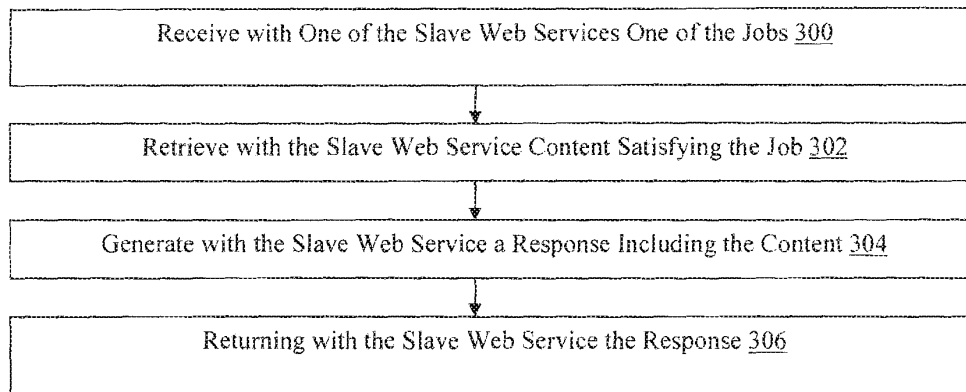 Receive with One of the Slave Web Services One of the Jobs 300
Retrieve with the Slave Web Service Content Satisfying the Job 302
Generate with the Slave Web Service a Response Including the Content 304
Returning with the Slave Web Service the Response 306